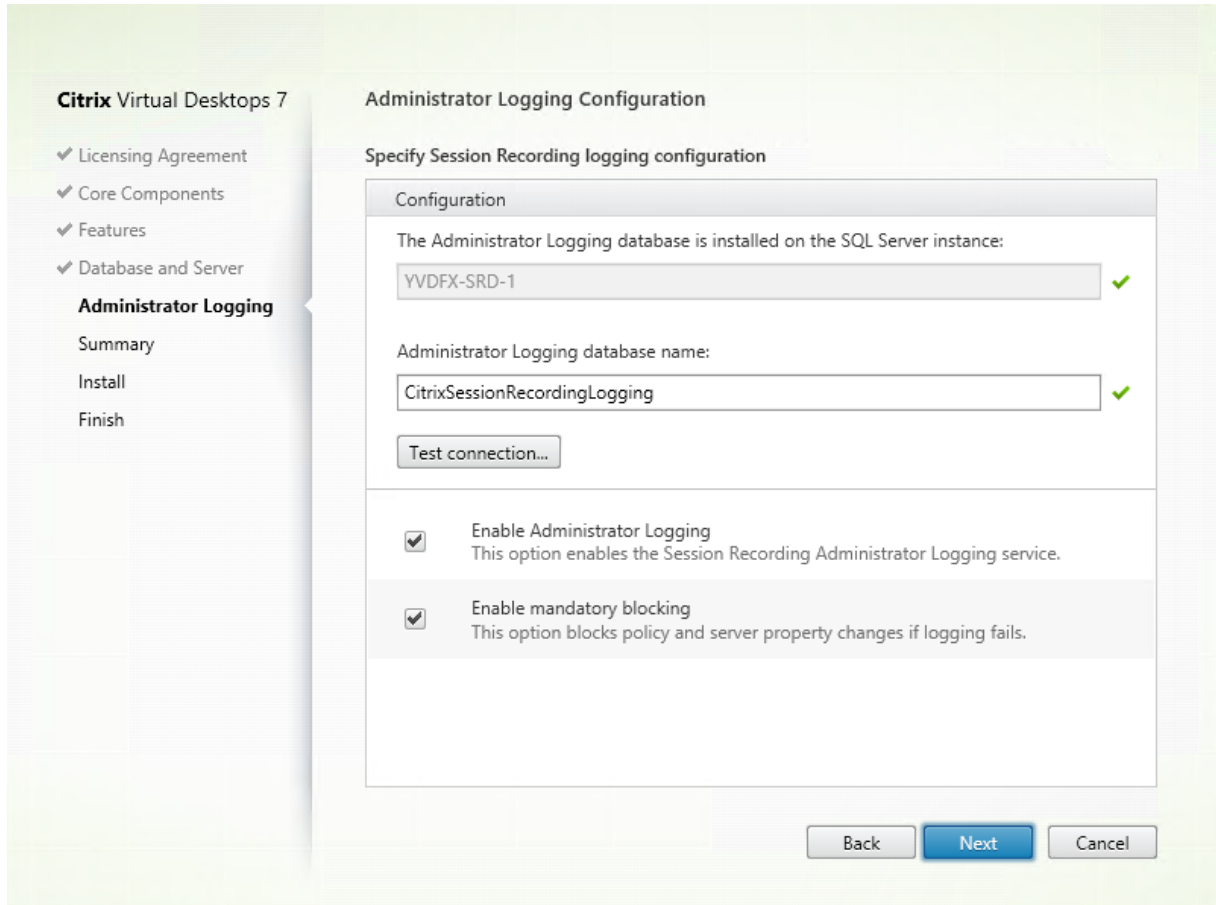 Citrix Virtual Desktops 7
Licensing Agreement
Core Components
Features
Database and Server
Administrator Logging
Summary
Install
Finish
Administrator Logging Configuration
Specify Session Recording logging configuration
Configuration
The Administrator Logging database is installed on the SQL Server instance:
YVDFX-SRD-1
Administrator Logging database name:
CitrixSessionRecordingLogging
Test connection...
Enable Administrator Logging
This option enables the Session Recording Administrator Logging service.
Enable mandatory blocking
This option blocks policy and server property changes if logging fails.
Back
Next
Cancel